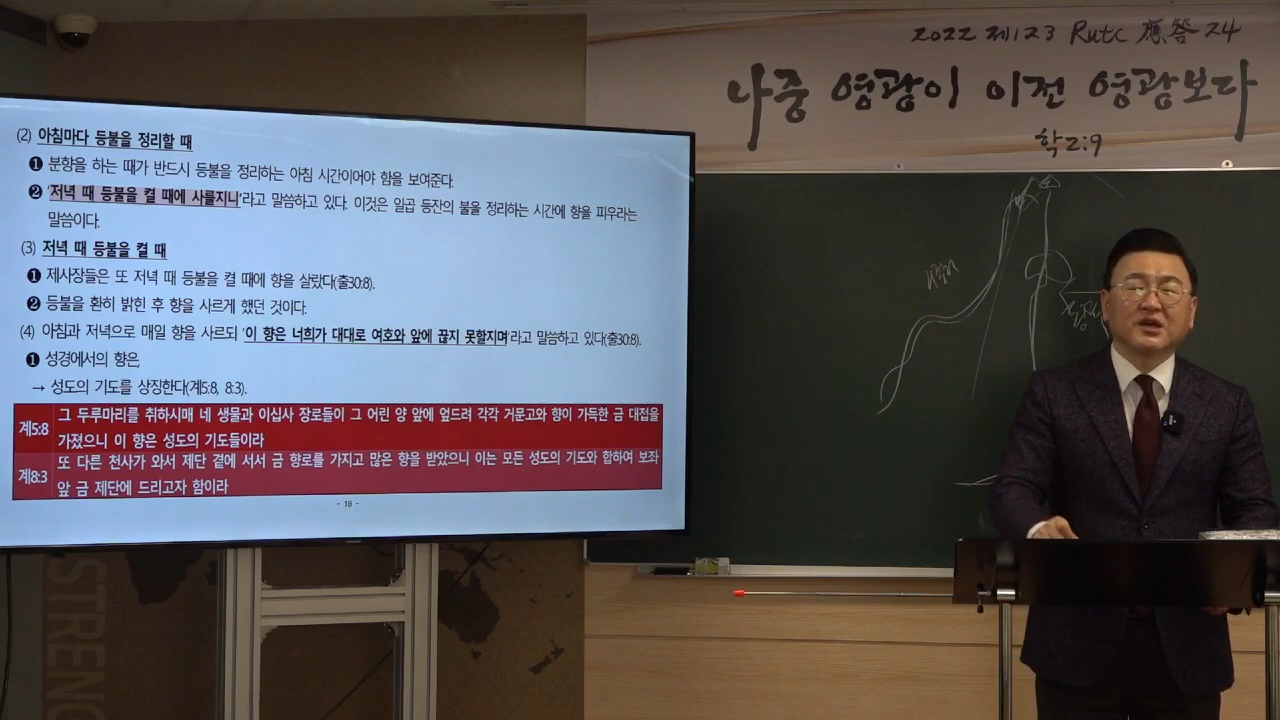 2022 제123 Rutc 應答 24
나중 영광이 이전 영광보다
학2:9
(2) 아침마다 등불을 정리할 때
❶ 분향을 하는 때가 반드시 등불을 정리하는 아침 시간이어야 함을 보여준다.
❷ '저녁 때 등불을 켤 때에 사를지니'라고 말씀하고 있다. 이것은 일곱 등잔의 불을 정리하는 시간에 향을 피우라는
말씀이다.
(3) 저녁 때 등불을 켤 때
❶ 제사장들은 또 저녁 때 등불을 켤 때에 향을 살랐다(출30:8).
❷ 등불을 환히 밝힌 후 향을 사르게 했던 것이다.
(4) 아침과 저녁으로 매일 향을 사르되 '이 향은 너희가 대대로 여호와 앞에 끊지 못할지며'라고 말씀하고 있다(출30:8).
❶ 성경에서의 향은,
→ 성도의 기도를 상징한다(계5:8, 8:3).
계5:8 그 두루마리를 취하시매 네 생물과 이십사 장로들이 그 어린 양 앞에 엎드려 각각 거문고와 향이 가득한 금 대접을
가졌으니 이 향은 성도의 기도들이라
계8:3 또 다른 천사가 와서 제단 곁에 서서 금 향로를 가지고 많은 향을 받았으니 이는 모든 성도의 기도와 합하여 보좌
앞 금 제단에 드리고자 함이라
- 18 -
STRENG